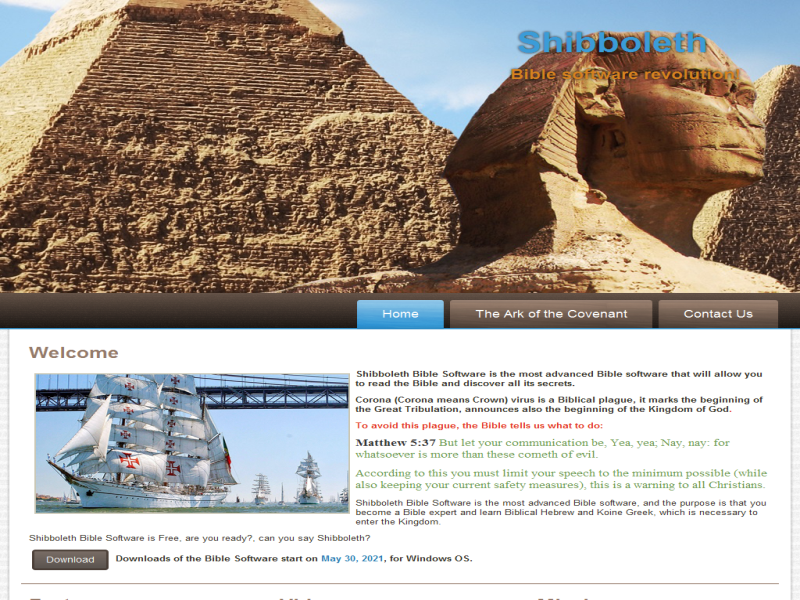 Shibboleth
Bible software revolution!
Home
The Ark of the Covenant
Contact Us
Welcome
Shibboleth Bible Software is the most advanced Bible software that will allow you
to read the Bible and discover all its secrets.
Corona (Corona means Crown) virus is a Biblical plague, it marks the beginning of
the Great Tribulation, announces also the beginning of the Kingdom of God.
To avoid this plague, the Bible tells us what to do:
Matthew 5:37 But let your communication be, Yea, yea; Nay, nay: for
whatsoever is more than these cometh of evil.
According to this you must limit your speech to the minimum possible (while
also keeping your current safety measures), this is a warning to all Christians.
Shibboleth Bible Software is the most advanced Bible software, and the purpose is that you
become a Bible expert and learn Biblical Hebrew and Koine Greek, which is necessary to
enter the Kingdom.
Shibboleth Bible Software is Free, are you ready?, can you say Shibboleth?
Download
Downloads of the Bible Software start on May 30, 2021, for Windows OS.